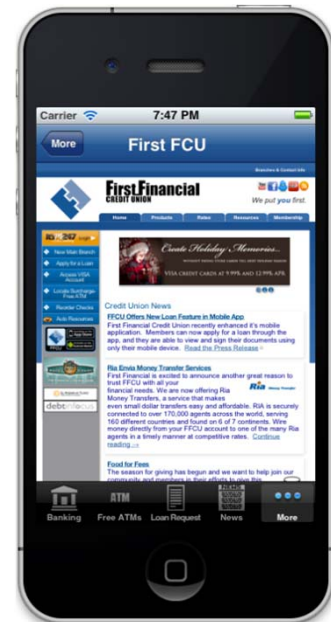 Carrier 7:47 PM
More First FCU
Branches & Contact Info
First Financial
CREDIT UNION
We put you first.
Home Products Rates Resources Membership
24/7
New Main Branch
Apply for a Loan
Access VISA
Account
Locate Surcharge
Free ATM
Reorder Checks
Auto Resources
debt in focus
Create Holiday Memories...
VISA CREDIT CARDS AT 9.99% AND 12.99% APR
Credit Union News
FFCU Offers New Loan Feature in Mobile App
First Financial Credit Union recently enhanced it's mobile
application. Members can now apply for a loan through the
app, and they are able to view and sign their documents using
only their mobile device. Read the Press Release
Ria Envia Money Transfer Services
First Financial is excited to announce another great reason to
trust FFCU with all your
financial needs. We are now offering Ria
Money Transfers, a service that makes
even small dollar transfers easy and affordable. RIA is securely
connected to over 170,000 agents across the world, serving
160 different countries and found on 6 of 7 continents. Wire
money directly from your FFCU account to one of the many Ria
agents in a timely manner at competitive rates. Continue
reading →
Ria Money Transfer
Food for Fees
The season for giving has begun and we want to help our
community and members in their efforts to give this
Banking
ATM
Free ATMs
Loan Request
NEWS
News
More